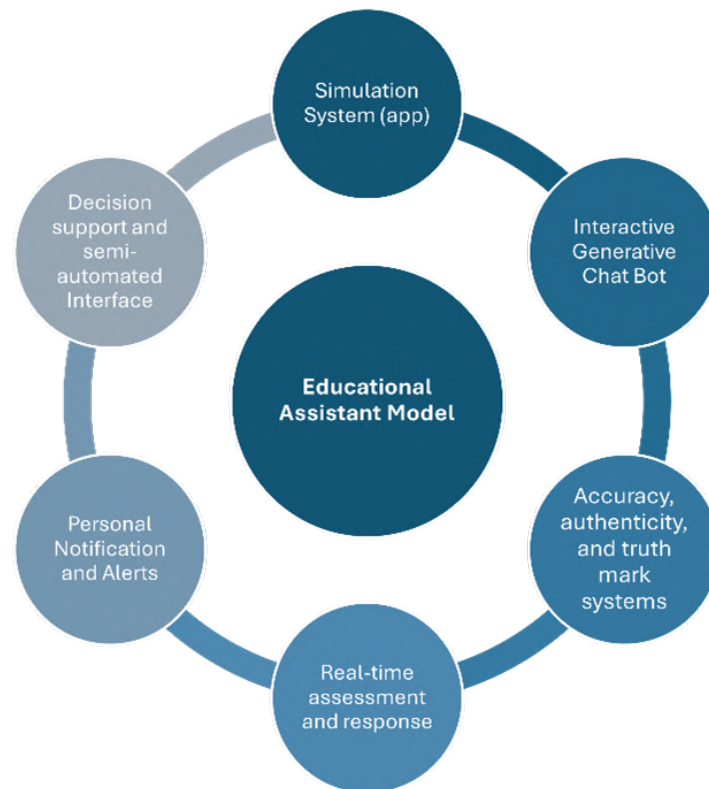 Simulation
System (app)
Interactive
Generative
Chat Bot
Accuracy,
authenticity,
and truth
mark
systems
Real-time
assessment
and response
Personal
Notification
and Alerts
Decision
support and
semi-
automated
Interface
Educational
Assistant Model